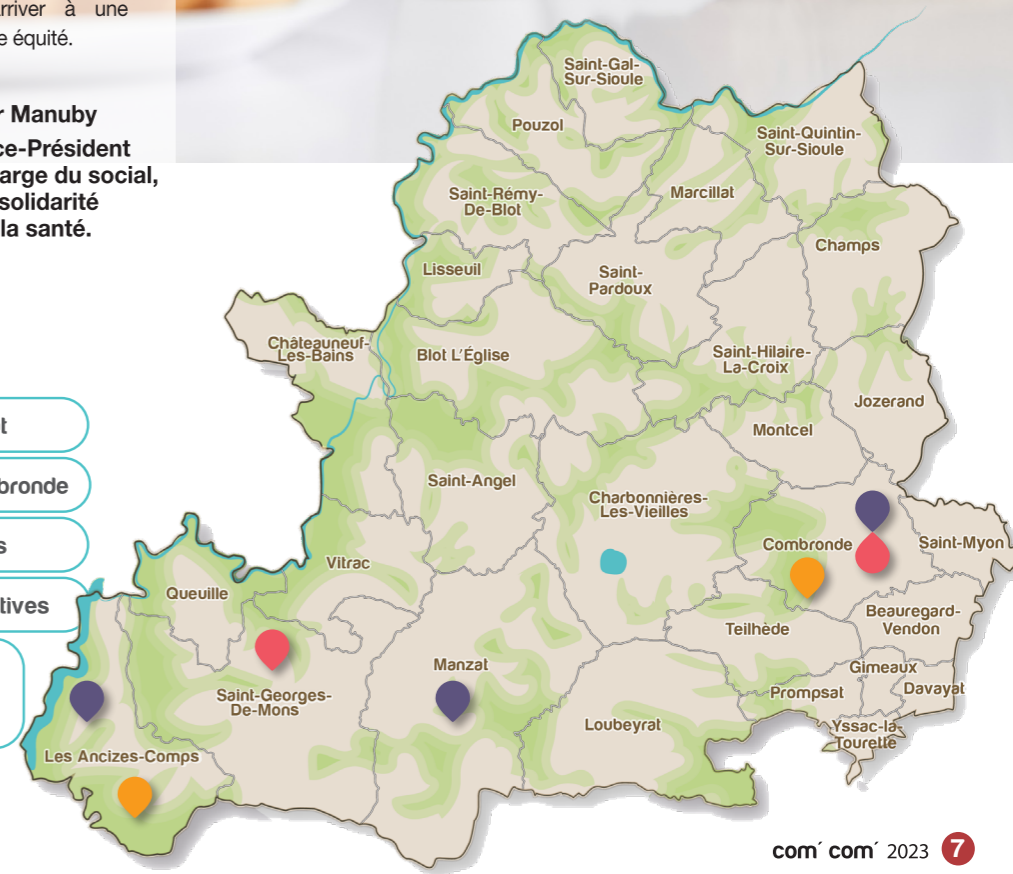 arriver à une
e équité.
r Manuby
ce-Président
arge du social,
solidarité
la santé.
t
bronde
s
tives
Saint-Gal-
Sur-Sioule
Pouzol
Saint-Quintin-
Sur-Sioule
Saint-Rémy-
De-Blot
Marcillat
Champs
Lisseuil
Saint-
Pardoux
Châteauneuf-
Les-Bains
Blot L'Église
Saint-Hilaire-
La-Croix
Jozerand
Montcel
Saint-Angel
Charbonnières-
Les-Vieilles
Combronde
Saint-Myon
Vitrac
Queuille
Beauregard-
Vendon
Teilhède
Manzat
Gimeaux
Saint-Georges-
De-Mons
Prompsat
Davayat
Loubeyrat
Yssac-la-
Tourette
Les Ancizes-Comps
com' com' 2023 7